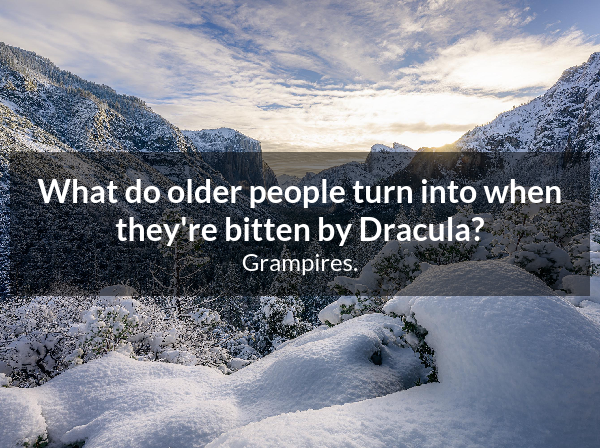 What do older people turn into when
they're bitten by Dracula?
Grampires.